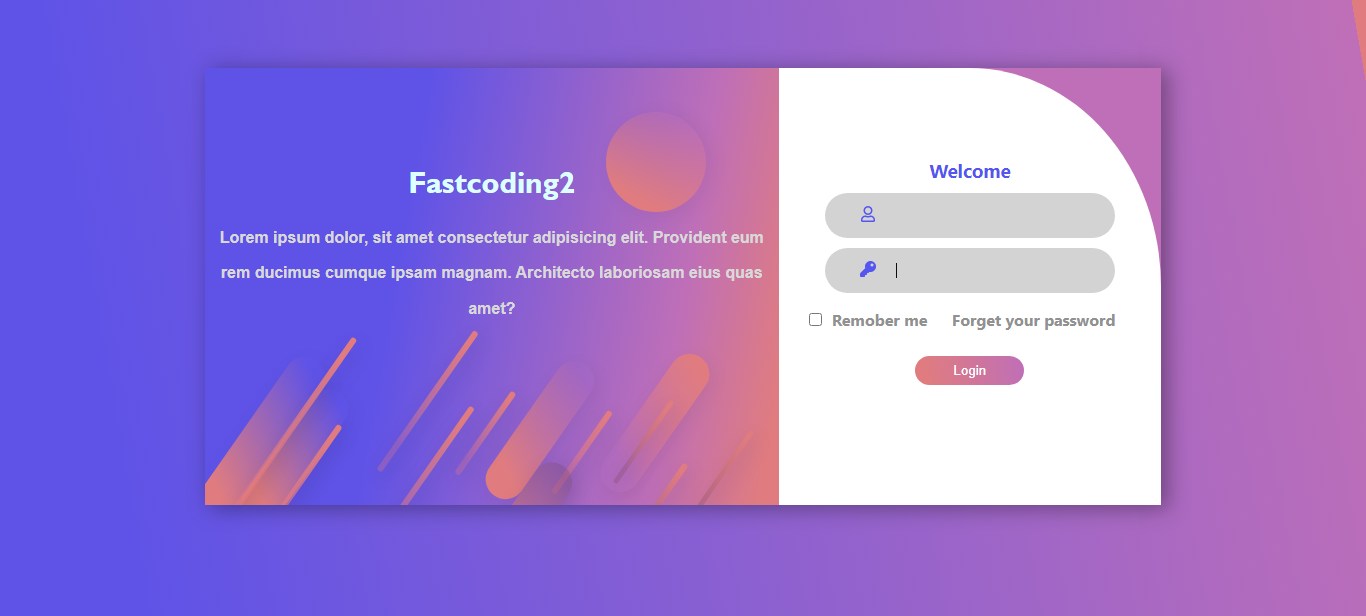 Fastcoding2
Lorem ipsum dolor, sit amet consectetur adipisicing elit. Provident eum
rem ducimus cumque ipsam magnam. Architecto laboriosam eius quas
amet?
Welcome
Remober me
Forget your password
Login